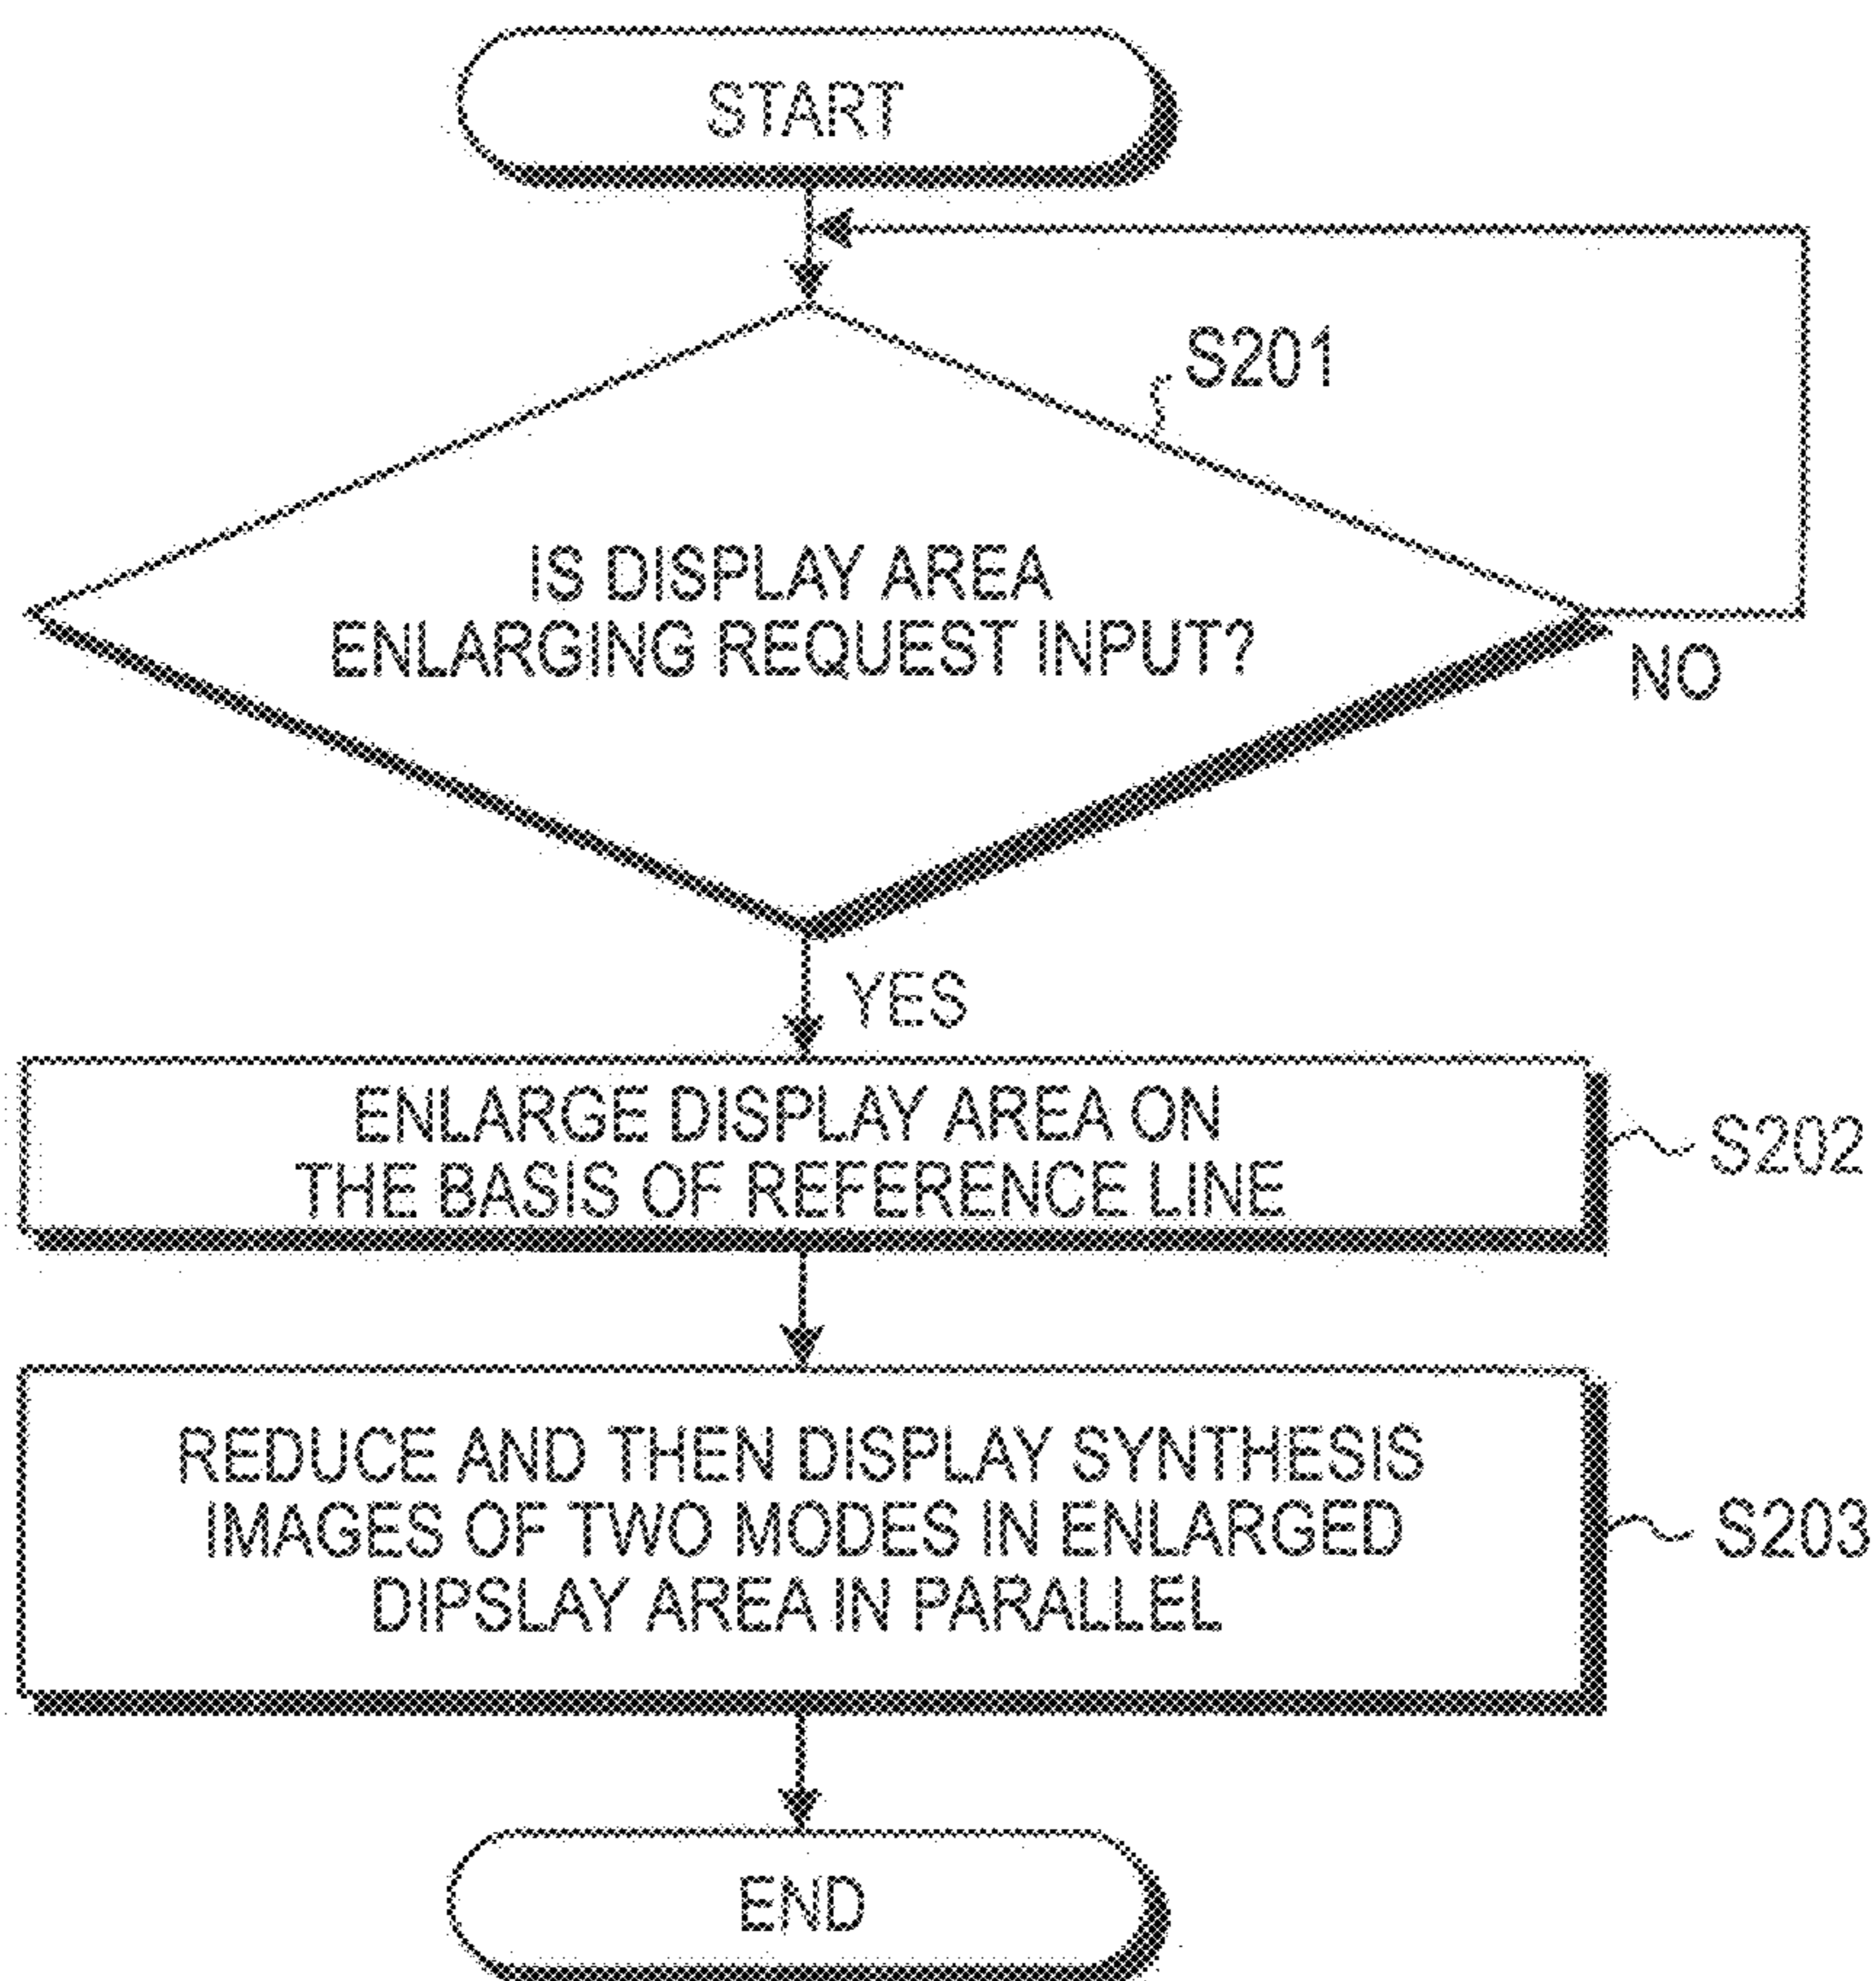 START
S201
IS DISPLAY AREA
ENLARGING REQUEST INPUT?
NO
YES
ENLARGE DISPLAY AREA ON
THE BASIS OF REFERENCE LINE
S202
REDUCE AND THEN DISPLAY SYNTHESIS
IMAGES OF TWO MODES IN ENLARGED
DIPSLAY AREA IN PARALLEL
S203
END